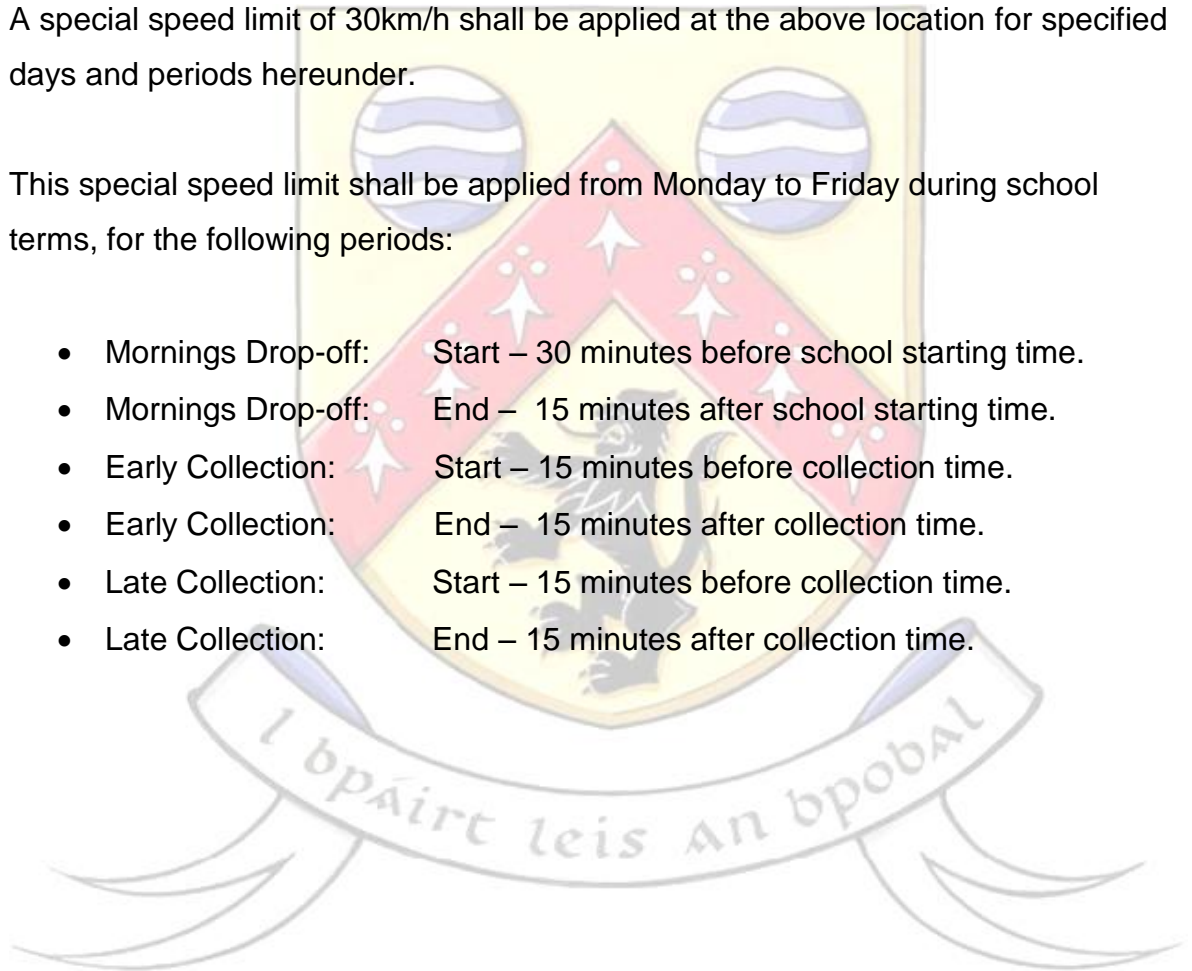 A special speed limit of 30km/h shall be applied at the above location for specified
days and periods hereunder.
This special speed limit shall be applied from Monday to Friday during school
terms, for the following periods:
• Mornings Drop-off: Start – 30 minutes before school starting time.
• Mornings Drop-off: End – 15 minutes after school starting time.
• Early Collection: Start – 15 minutes before collection time.
• Early Collection: End – 15 minutes after collection time.
• Late Collection: Start – 15 minutes before collection time.
• Late Collection: End – 15 minutes after collection time.
i bpáirt leis an bpobal